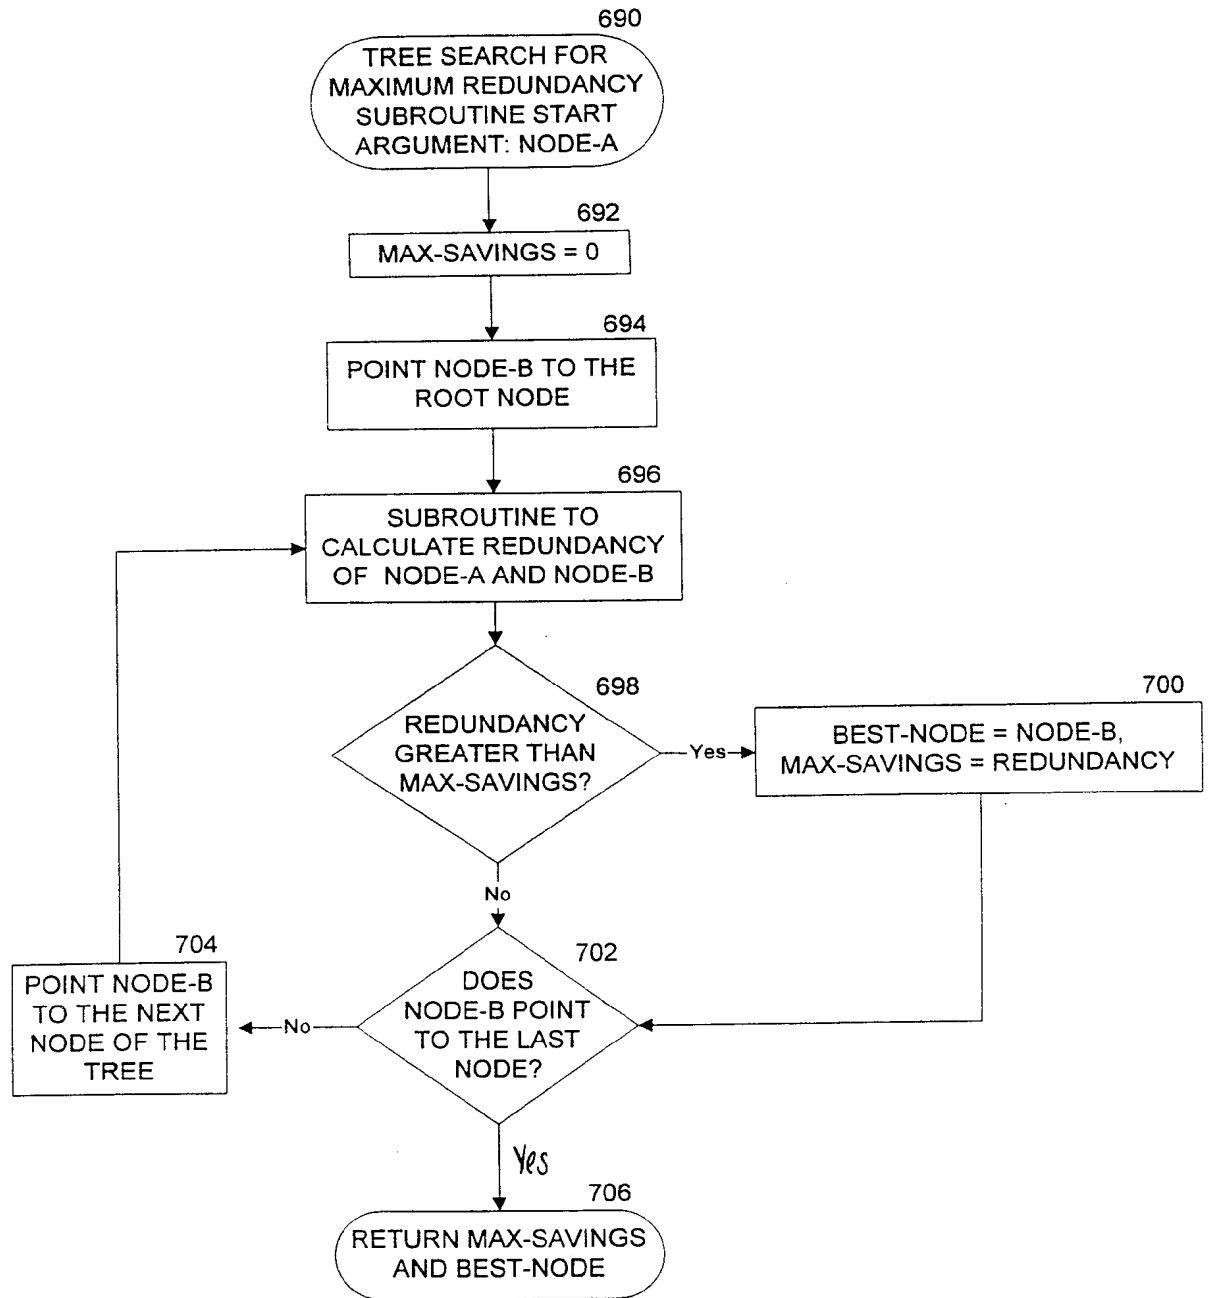 690
TREE SEARCH FOR
MAXIMUM REDUNDANCY
SUBROUTINE START
ARGUMENT: NODE-A
692
MAX-SAVINGS = 0
694
POINT NODE-B TO THE
ROOT NODE
696
SUBROUTINE TO
CALCULATE REDUNDANCY
OF NODE-A AND NODE-B
698
REDUNDANCY
GREATER THAN
MAX-SAVINGS?
Yes
700
BEST-NODE = NODE-B,
MAX-SAVINGS = REDUNDANCY
No
702
DOES
NODE-B POINT
TO THE LAST
NODE?
No
704
POINT NODE-B
TO THE NEXT
NODE OF THE
TREE
Yes
706
RETURN MAX-SAVINGS
AND BEST-NODE